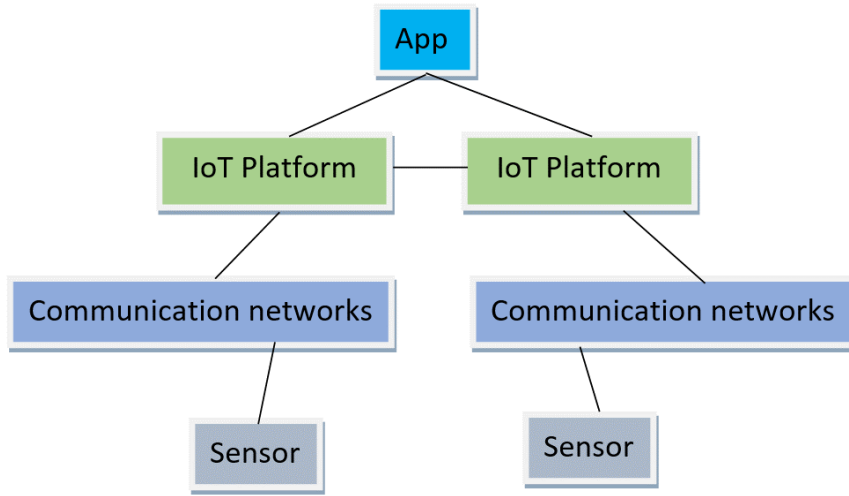 App
IoT Platform
IoT Platform
Communication networks
Communication networks
Sensor
Sensor